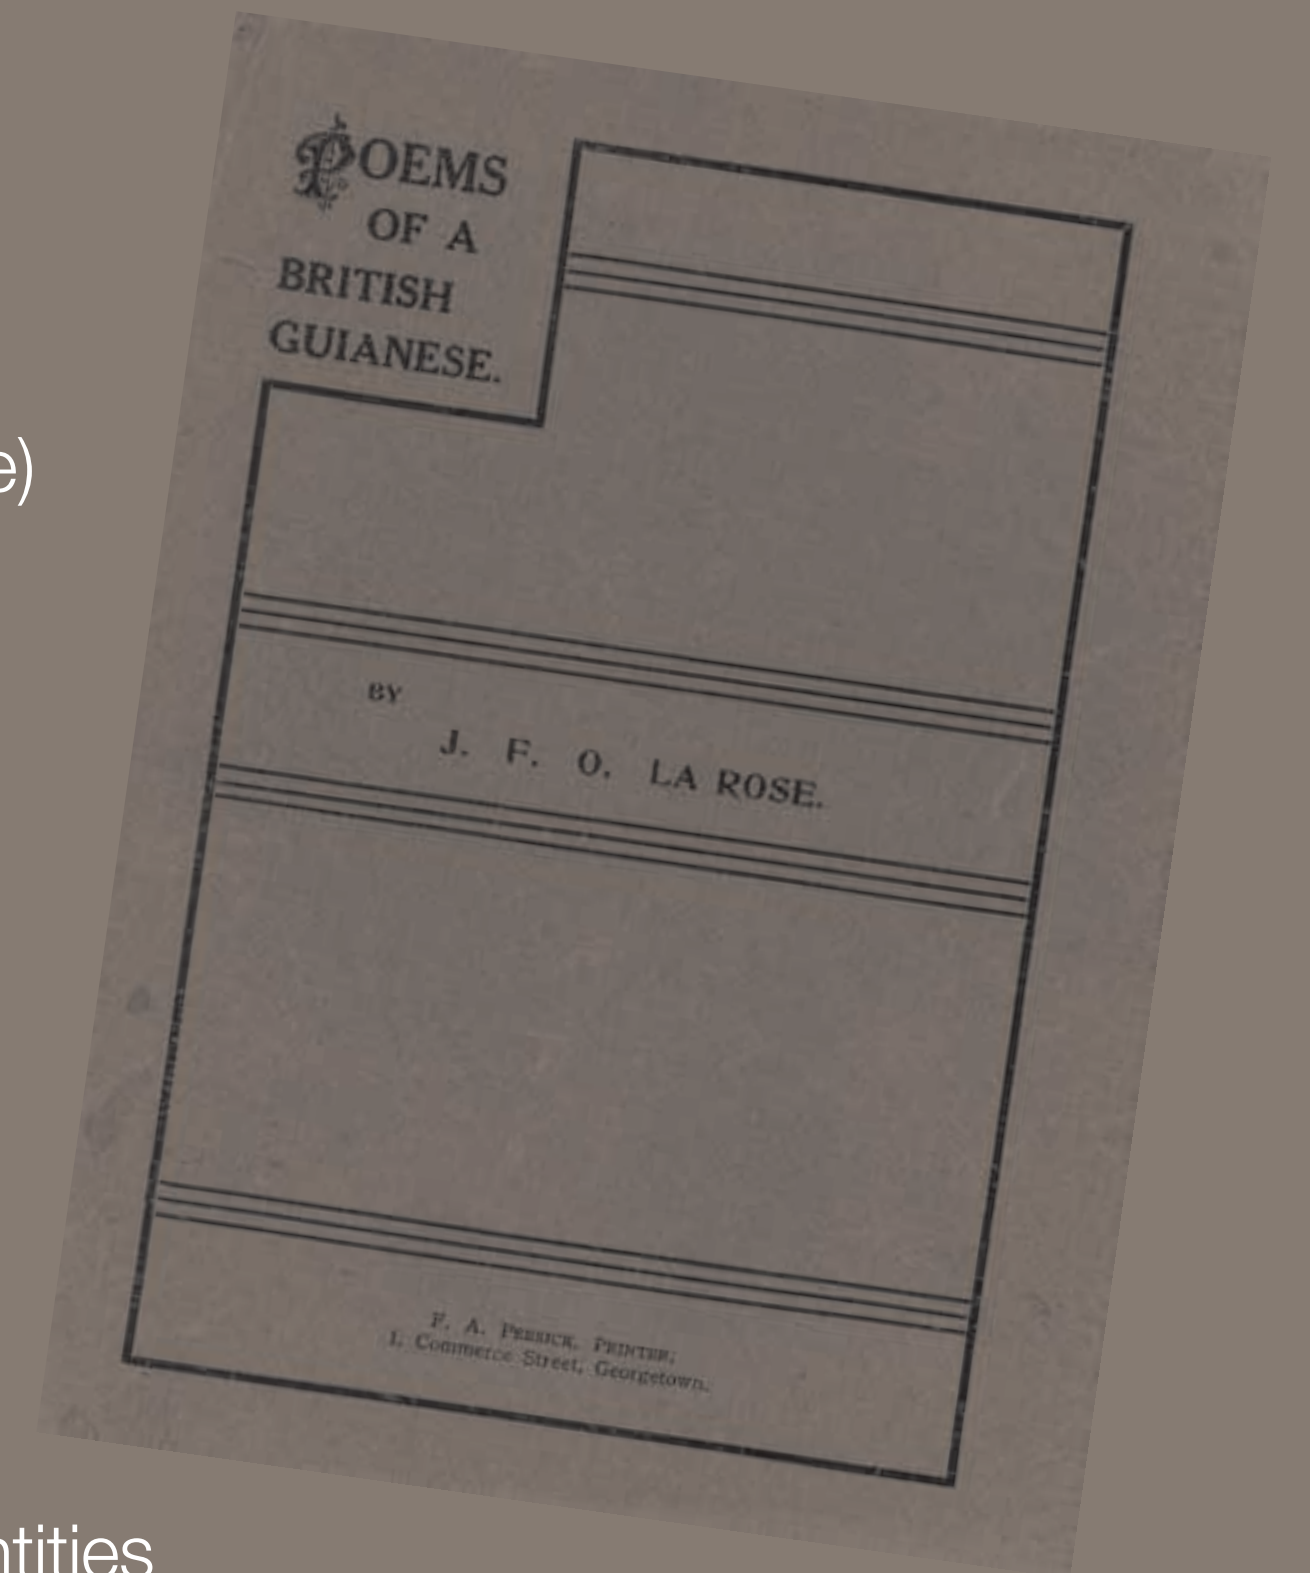 POEMS
OF A
BRITISH
GUIANESE.
e)
BY
J. F. O. LA ROSE.
F. A. PERSICK, PRINTER,
1, Commerce Street, Georgetown.
ntities